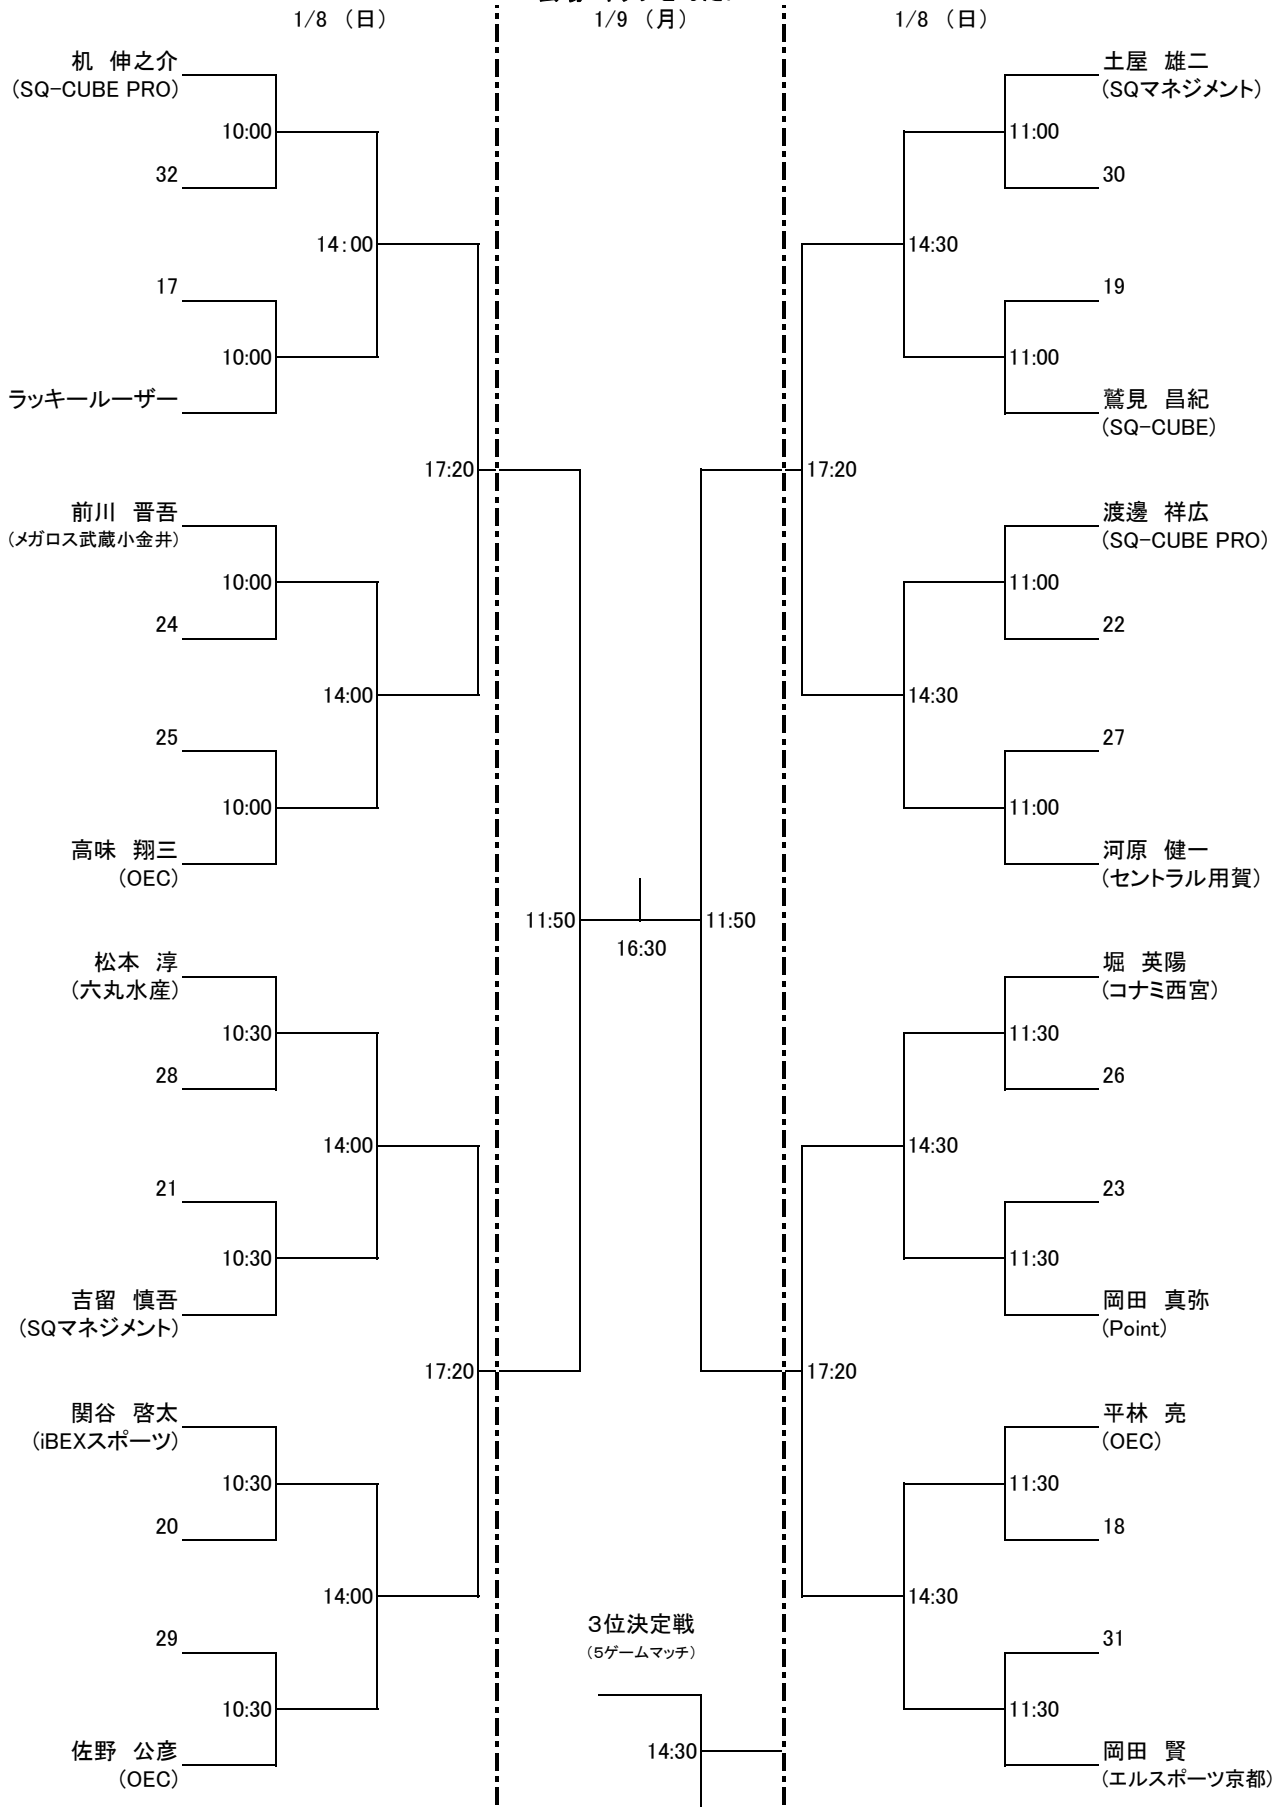 1/8 (日)
1/9 (月)
1/8 (日)
机 伸之介
(SQ-CUBE PRO)
10:00
32
14:00
17
10:00
ラッキールーザー
17:20
前川 晋吾
(メガロス武蔵小金井)
10:00
24
14:00
25
10:00
高味 翔三
(OEC)
11:50
松本 淳
(六丸水産)
10:30
28
14:00
21
10:30
吉留 慎吾
(SQマネジメント)
17:20
関谷 啓太
(iBEXスポーツ)
10:30
20
14:00
29
10:30
佐野 公彦
(OEC)
16:30
3位決定戦
(5ゲームマッチ)
14:30
土屋 雄二
(SQマネジメント)
11:00
30
14:30
19
11:00
鷲見 昌紀
(SQ-CUBE)
17:20
渡邊 祥広
(SQ-CUBE PRO)
11:00
22
14:30
27
11:00
河原 健一
(セントラル用賀)
11:50
堀 英陽
(コナミ西宮)
11:30
26
14:30
23
11:30
岡田 真弥
(Point)
17:20
平林 亮
(OEC)
11:30
18
14:30
31
11:30
岡田 賢
(エルスポーツ京都)